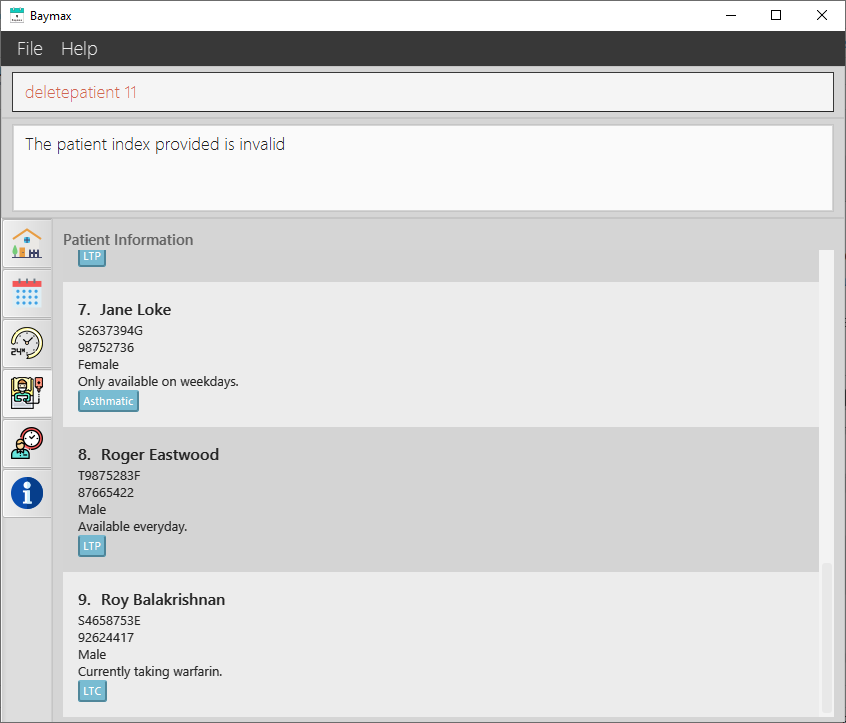 Baymax
File Help
deletepatient 11
The patient index provided is invalid
Patient Information
LTP
7. Jane Loke
S2637394G
98752736
Female
Only available on weekdays.
Asthmatic
24H
8. Roger Eastwood
T9875283F
87665422
Male
Available everyday.
LTP
9. Roy Balakrishnan
S4658753E
92624417
Male
Currently taking warfarin.
LTC